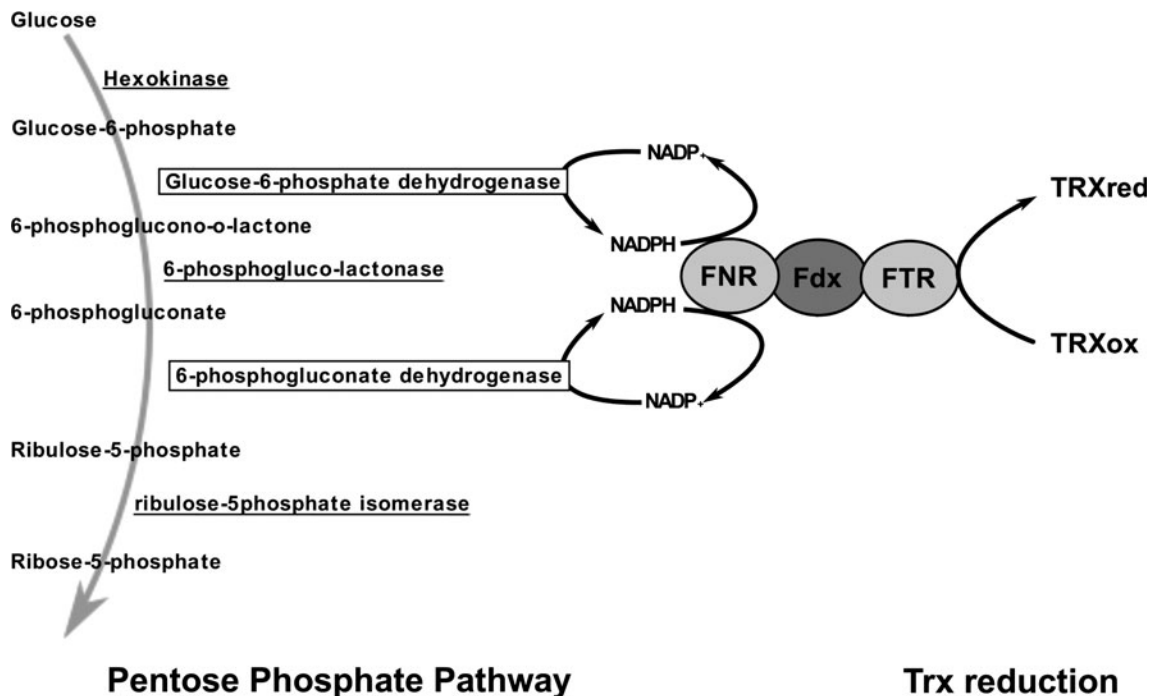 Glucose
Hexokinase
Glucose-6-phosphate
NADP+
Glucose-6-phosphate dehydrogenase
TRXred
6-phosphoglucono-o-lactone
NADPH
6-phosphogluco-lactonase
FNR Fdx FTR
6-phosphogluconate
NADPH
TRXox
6-phosphogluconate dehydrogenase
NADP+
Ribulose-5-phosphate
ribulose-5phosphate isomerase
Ribose-5-phosphate
Pentose Phosphate Pathway
Trx reduction